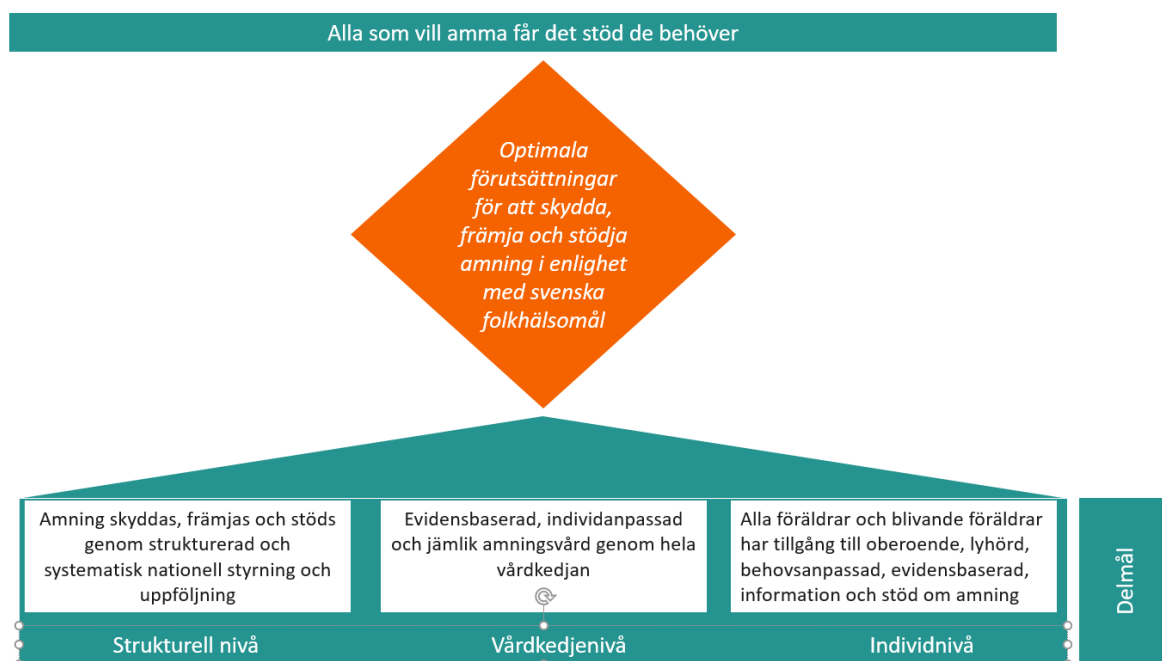 Alla som vill amma får det stöd de behöver
Optimala
förutsättningar
för att skydda,
främja och stödja
amning i enlighet
med svenska
folkhälsomål
Amning skyddas, främjas och stöds
genom strukturerad och
systematisk nationell styrning och
uppföljning
Evidensbaserad, individanpassad
och jämlik amningsvård genom hela
vårdkedjan
Alla föräldrar och blivande föräldrar
har tillgång till oberoende, lyhörd,
behovsanpassad, evidensbaserad,
information och stöd om amning
Delmål
Strukturell nivå
Vårdkedjenivå
Individnivå